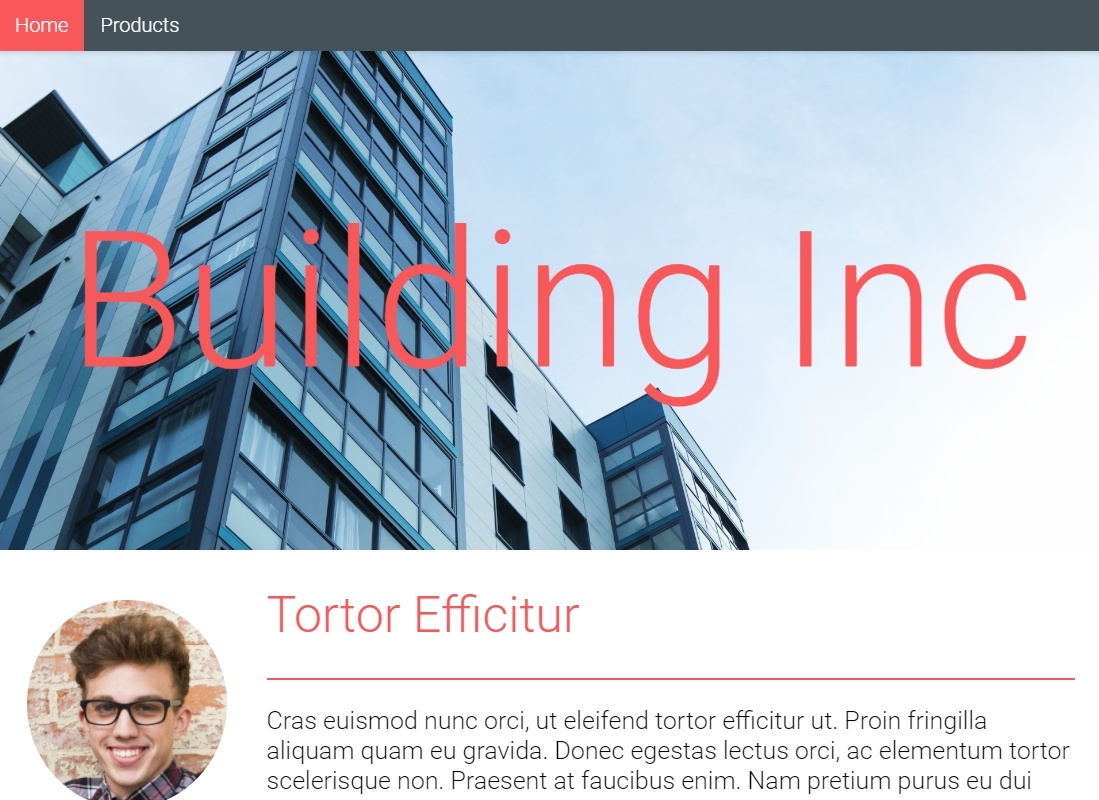 Home Products
Building Inc
Tortor Efficitur
Cras euismod nunc orci, ut eleifend tortor efficitur ut. Proin fringilla
aliquam quam eu gravida. Donec egestas lectus orci, ac elementum tortor
scelerisque non. Praesent at faucibus enim. Nam pretium purus eu dui